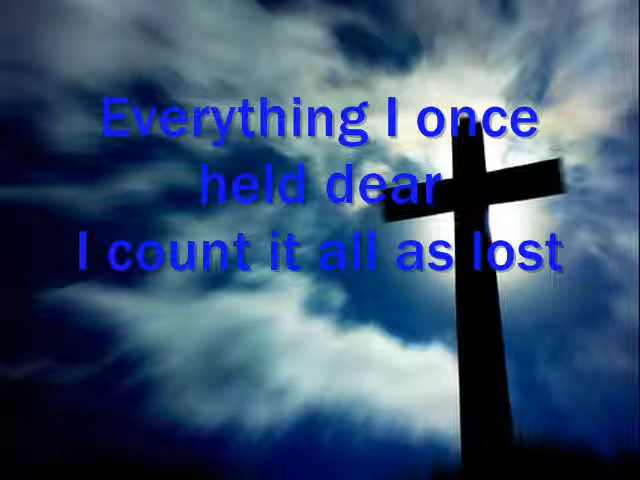 Everything I once
held dear
I count it all as lost